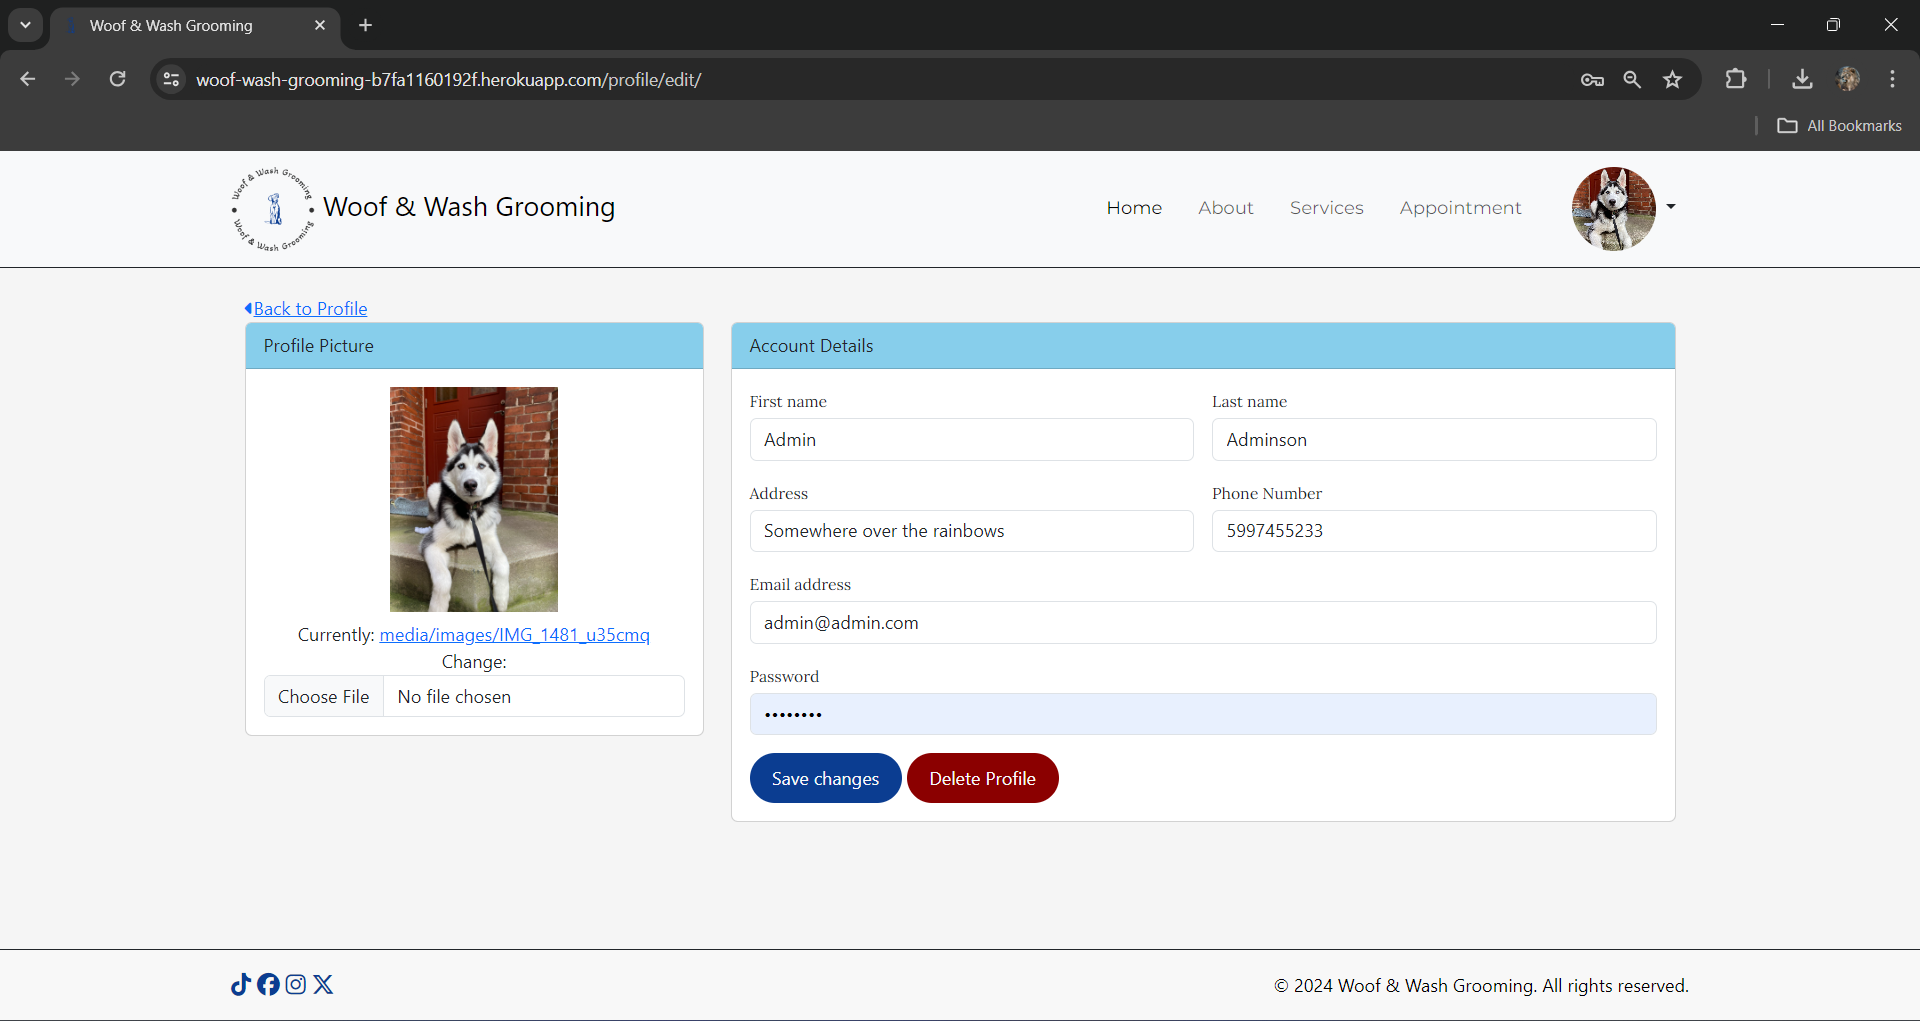 Woof & Wash Grooming
woof-wash-grooming-b7fa1160192f.herokuapp.com/profile/edit/
All Bookmarks
Woof & Wash Grooming
Woof & Wash Grooming
Woof & Wash Grooming
Home About Services Appointment
Back to Profile
Profile Picture
Currently: media/images/IMG_1481_u35cmq
Change:
Choose File No file chosen
Account Details
First name Last name
Admin Adminson
Address Phone Number
Somewhere over the rainbows 5997455233
Email address
admin@admin.com
Password
••••••••
Save changes Delete Profile
© 2024 Woof & Wash Grooming. All rights reserved.